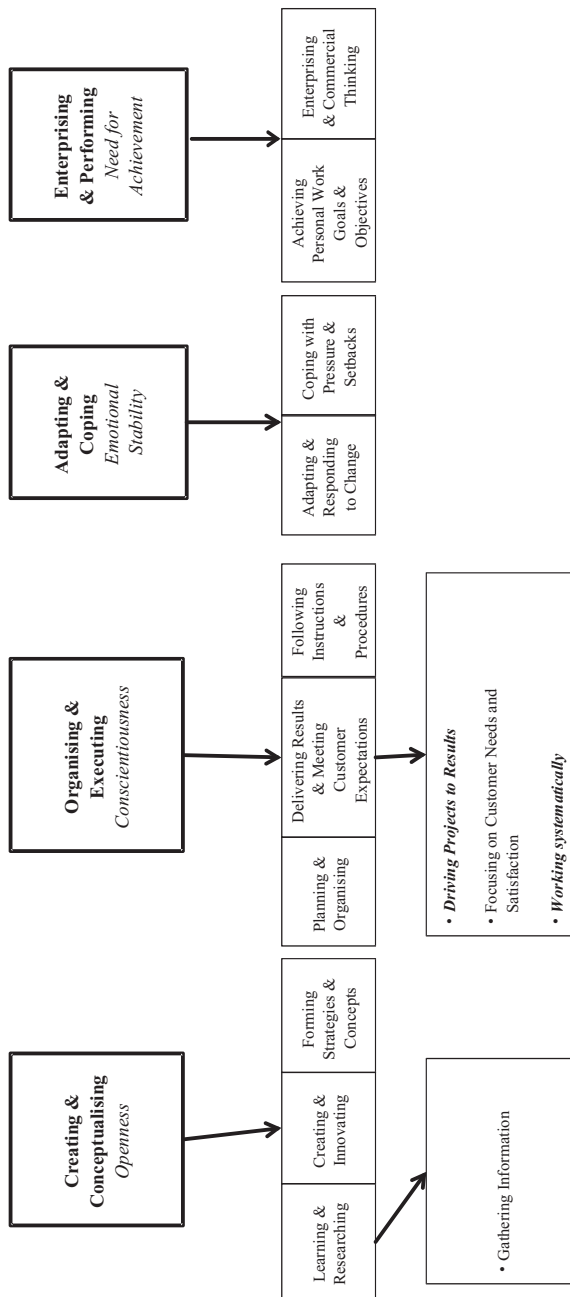 Creating &
Conceptualising
Openness
Learning &
Researching
Creating &
Innovating
Forming
Strategies &
Concepts
• Gathering Information
Organising &
Executing
Conscientiousness
Planning &
Organising
Delivering Results
& Meeting
Customer
Expectations
Following
Instructions
&
Procedures
• Driving Projects to Results
• Focusing on Customer Needs and
Satisfaction
• Working systematically
Adapting &
Coping
Emotional
Stability
Adapting &
Responding
to Change
Coping with
Pressure &
Setbacks
Enterprising
& Performing
Need for
Achievement
Achieving
Personal Work
Goals &
Objectives
Enterprising
& Commercial
Thinking